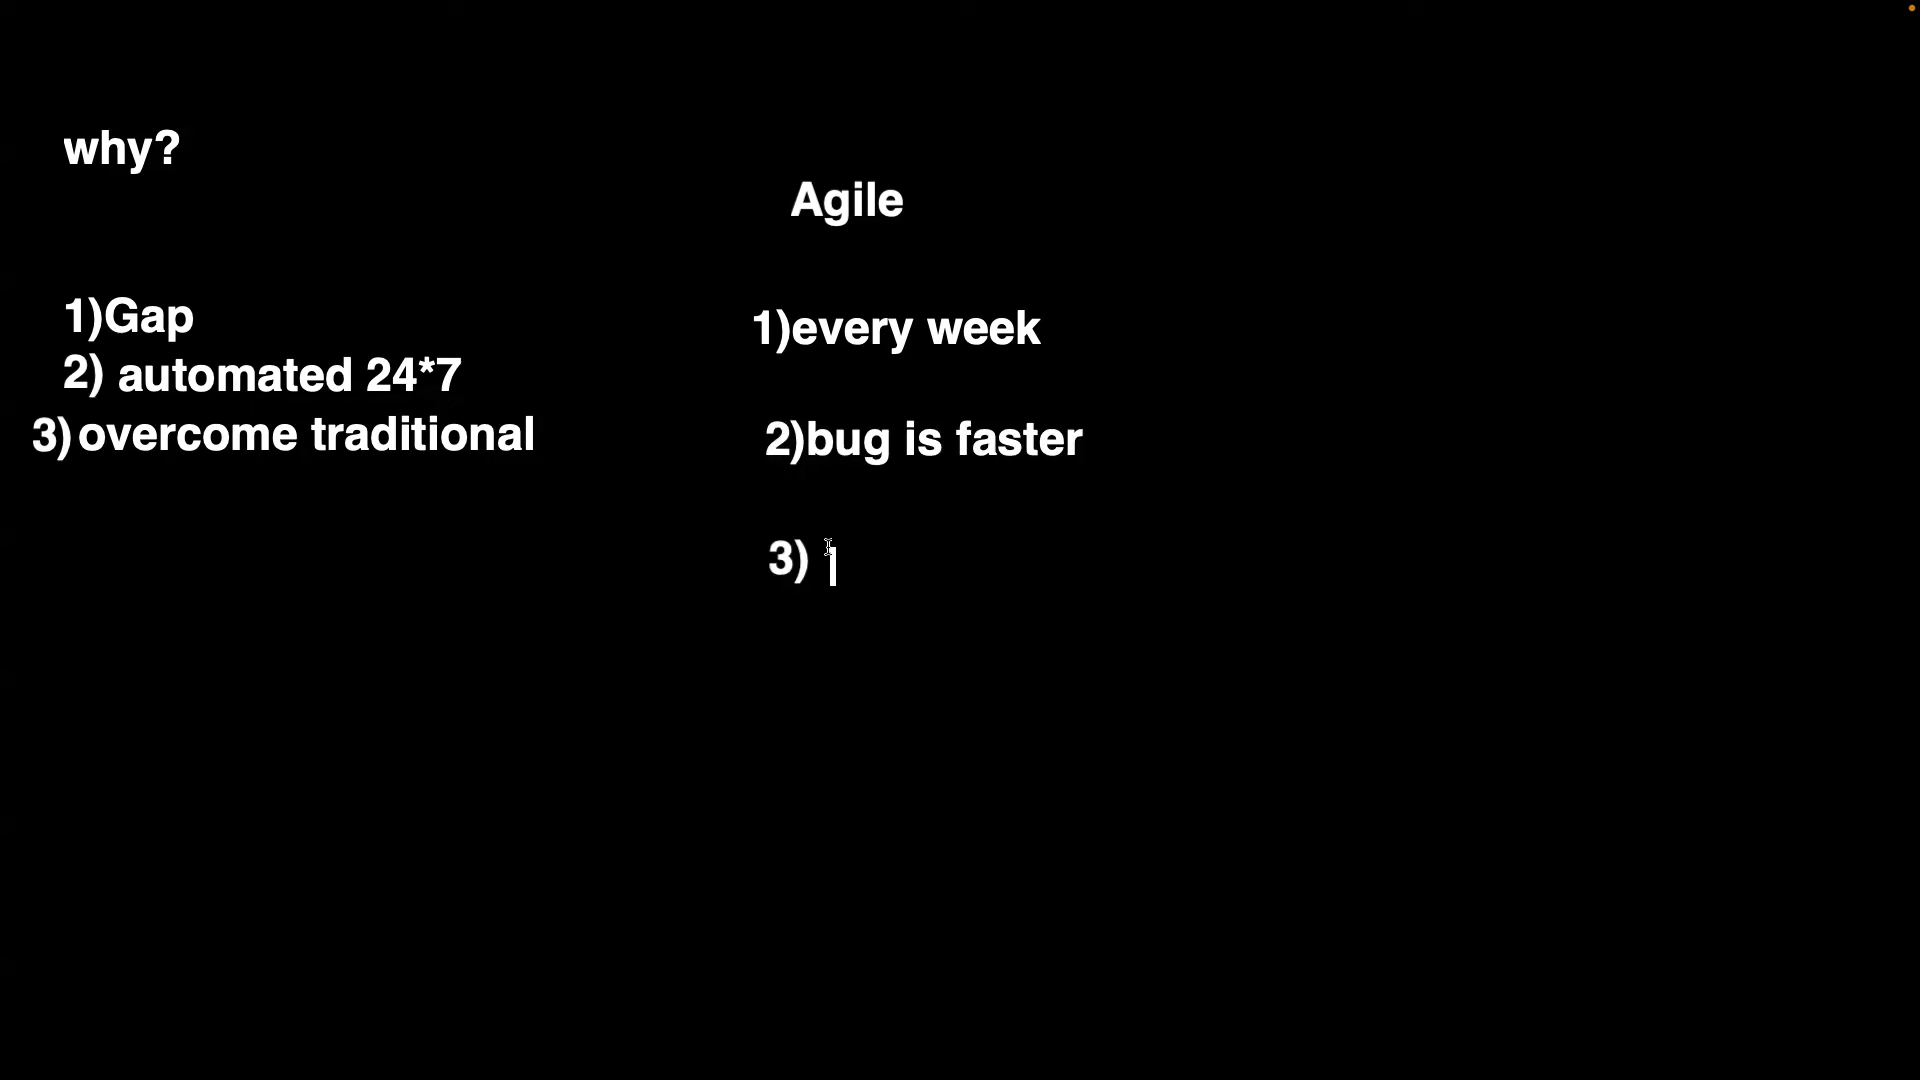 why?
1)Gap
2) automated 24*7
3)overcome traditional
Agile
1)every week
2)bug is faster
3)